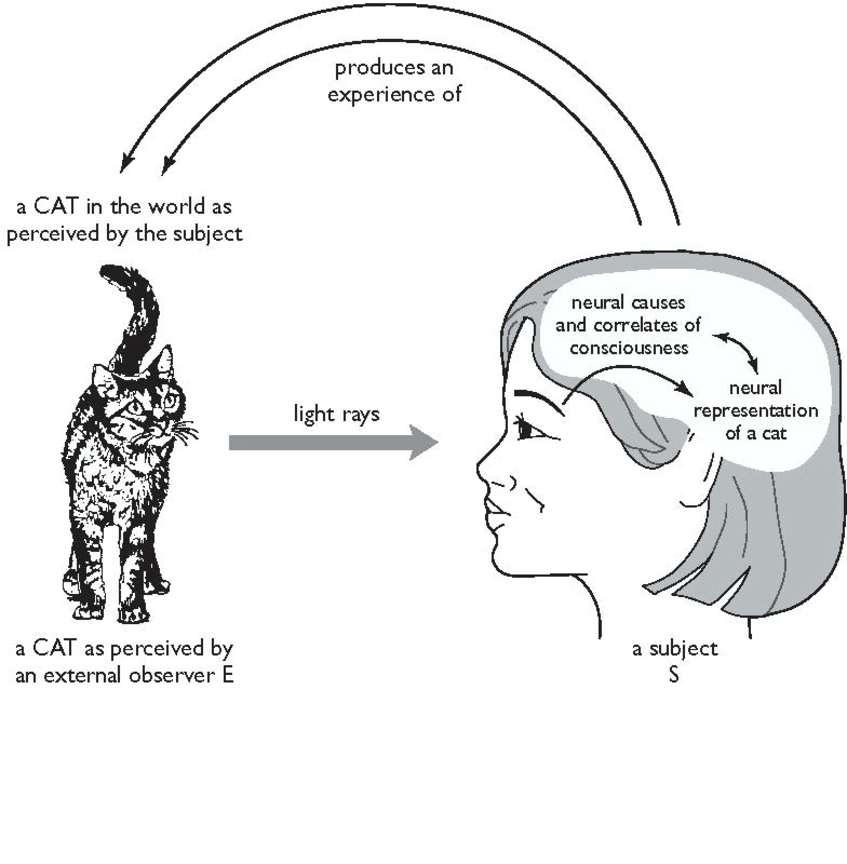 produces an
experience of
a CAT in the world as
perceived by the subject
neural causes
and correlates of
consciousness
neural
representation
of a cat
light rays
a CAT as perceived by
an external observer E
a subject
S